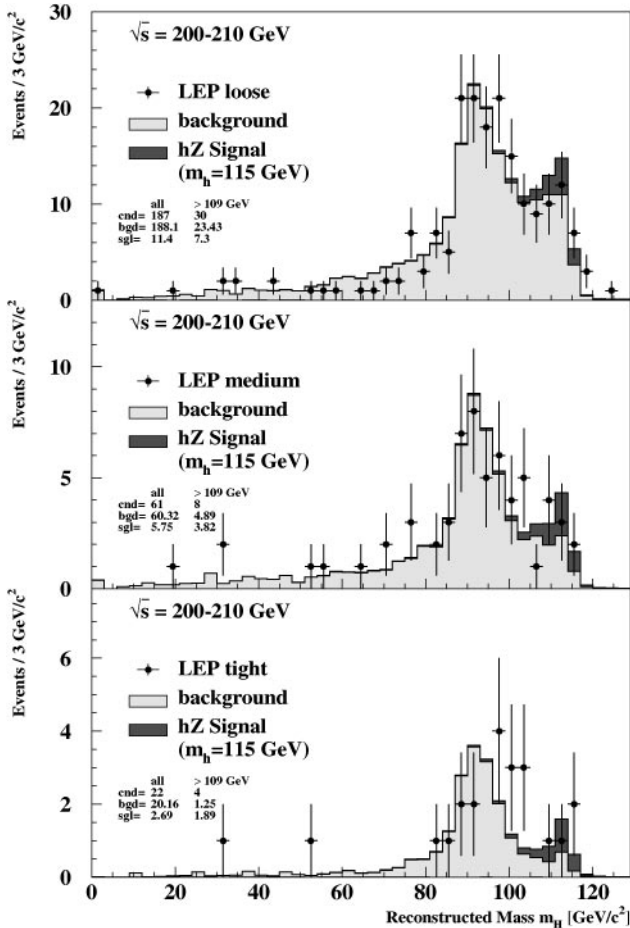 30
√s = 200-210 GeV
Events / 3 GeV/c²
LEP loose
20
background
hZ Signal
(m_h=115 GeV)
10
all > 109 GeV
cnd= 187 30
bgd= 188.1 23.43
sgl= 11.4 7.3
0
√s = 200-210 GeV
Events / 3 GeV/c²
10
LEP medium
background
hZ Signal
(m_h=115 GeV)
5
all > 109 GeV
cnd= 61 8
bgd= 60.32 4.89
sgl= 5.75 3.82
0
√s = 200-210 GeV
Events / 3 GeV/c²
6
LEP tight
background
4
hZ Signal
(m_h=115 GeV)
2
all > 109 GeV
cnd= 22 4
bgd= 20.16 1.25
sgl= 2.69 1.89
0
0 20 40 60 80 100 120
Reconstructed Mass m_H [GeV/c²]